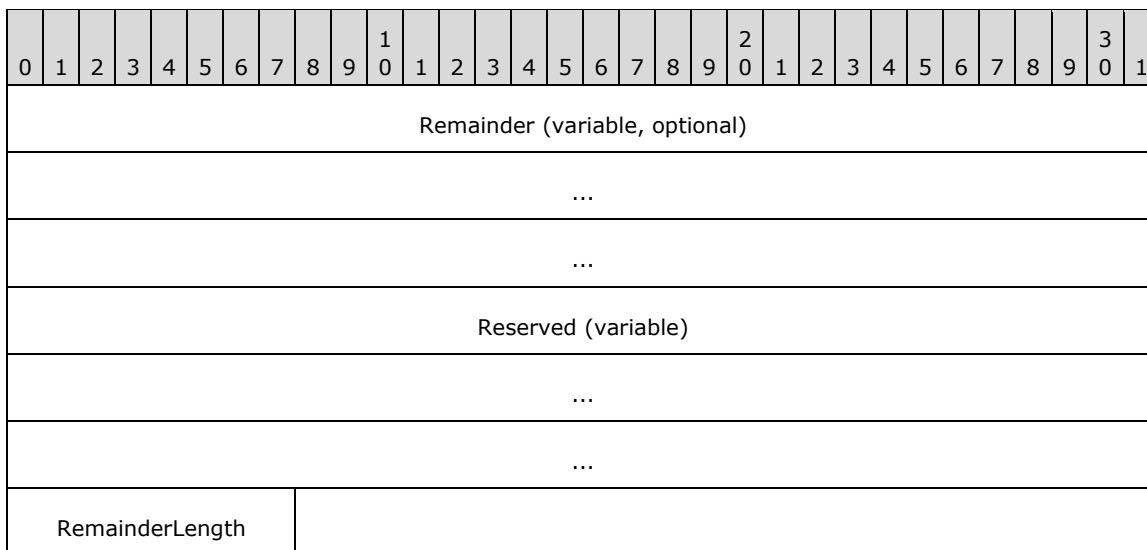 1 2 3
0 1 2 3 4 5 6 7 8 9 0 1 2 3 4 5 6 7 8 9 0 1 2 3 4 5 6 7 8 9 0 1
Remainder (variable, optional)
...
...
Reserved (variable)
...
...
RemainderLength